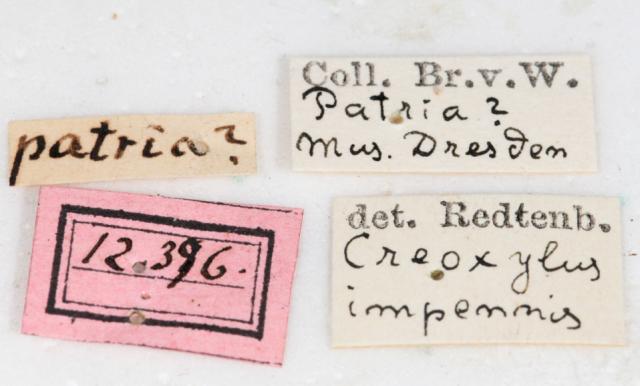 patria?
Coll. Br.v.W.
Patria?
Mus. Dresden
12.396.
det. Redtenb.
Creoxylus
impennis